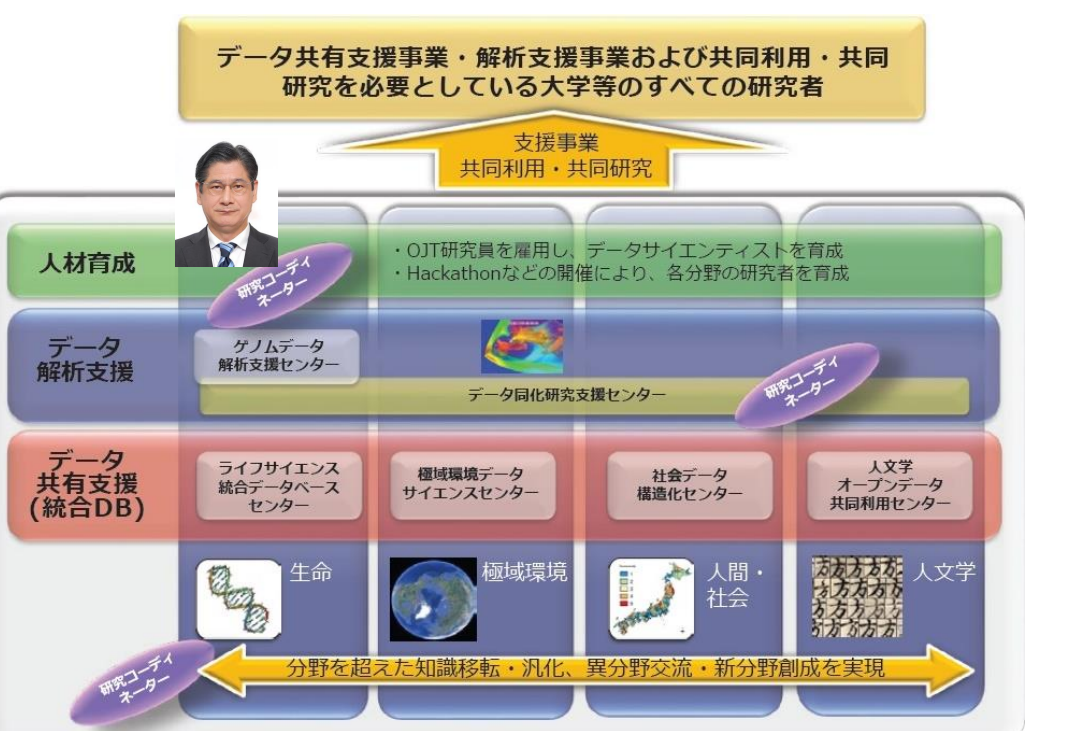 データ共有支援事業・解析支援事業および共同利用・共同
研究を必要としている大学等のすべての研究者
支援事業
共同利用・共同研究
人材育成
・OJT研究員を雇用し、データサイエンティストを育成
・Hackathonなどの開催により、各分野の研究者を育成
研究コーディ
ネーター
データ
解析支援
ゲノムデータ
解析支援センター
データ同化研究支援センター
研究コーディ
ネーター
データ
共有支援
(統合DB)
ライフサイエンス
統合データベース
センター
極域環境データ
サイエンスセンター
社会データ
構造化センター
人文学
オープンデータ
共同利用センター
生命
極域環境
人間・
社会
人文学
方方方方
研究コーディ
ネーター
分野を超えた知識移転・汎化、異分野交流・新分野創成を実現